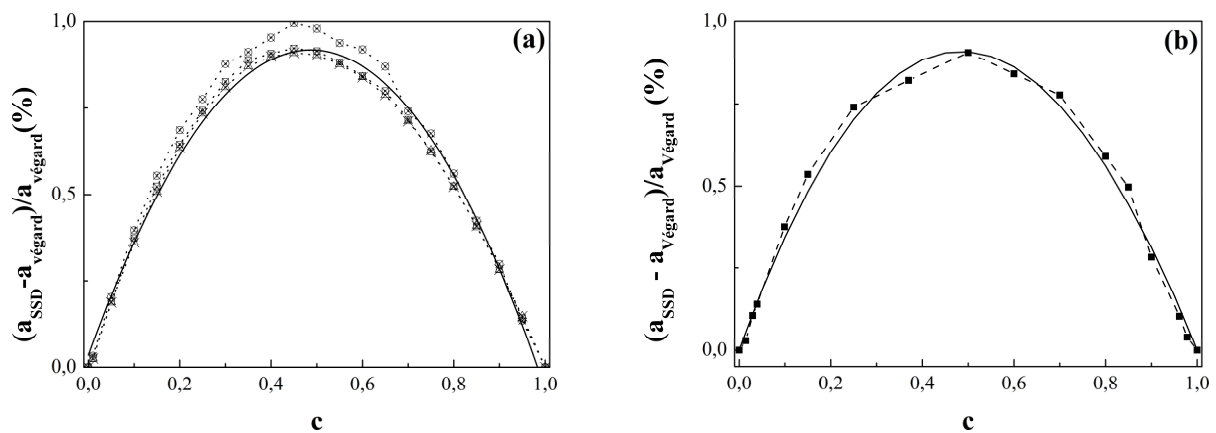 (a)
(a_SSD-a_végard)/a_végard(%)
1,0
0,5
0,0
0,0 0,2 0,4 0,6 0,8 1,0
c
(b)
(a_SSD - a_Végard)/a_Végard (%)
1,0
0,5
0,0
0,0 0,2 0,4 0,6 0,8 1,0
c